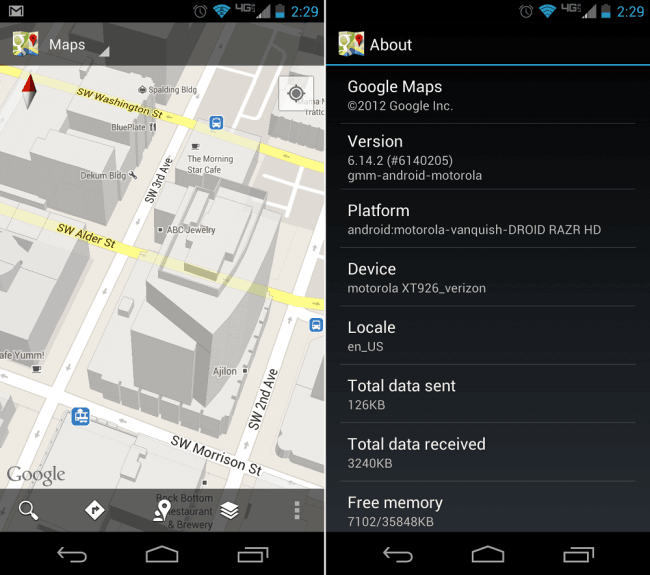 4G
2:29
Maps
Spalding Bldg
SW Washington St
Mama N
Tratto
BluePlate
The Morning
Star Cafe
Dekum Bldg
SW 3rd Ave
ABC Jewelry
SW Alder St
afe Yumm!
Ajilon
SW 2nd Ave
SW Morrison St
Google
Rock Bottom
Restaurant
& Brewery
4G
2:29
About
Google Maps
©2012 Google Inc.
Version
6.14.2 (#6140205)
gmm-android-motorola
Platform
android:motorola-vanquish-DROID RAZR HD
Device
motorola XT926_verizon
Locale
en_US
Total data sent
126KB
Total data received
3240KB
Free memory
7102/35848KB